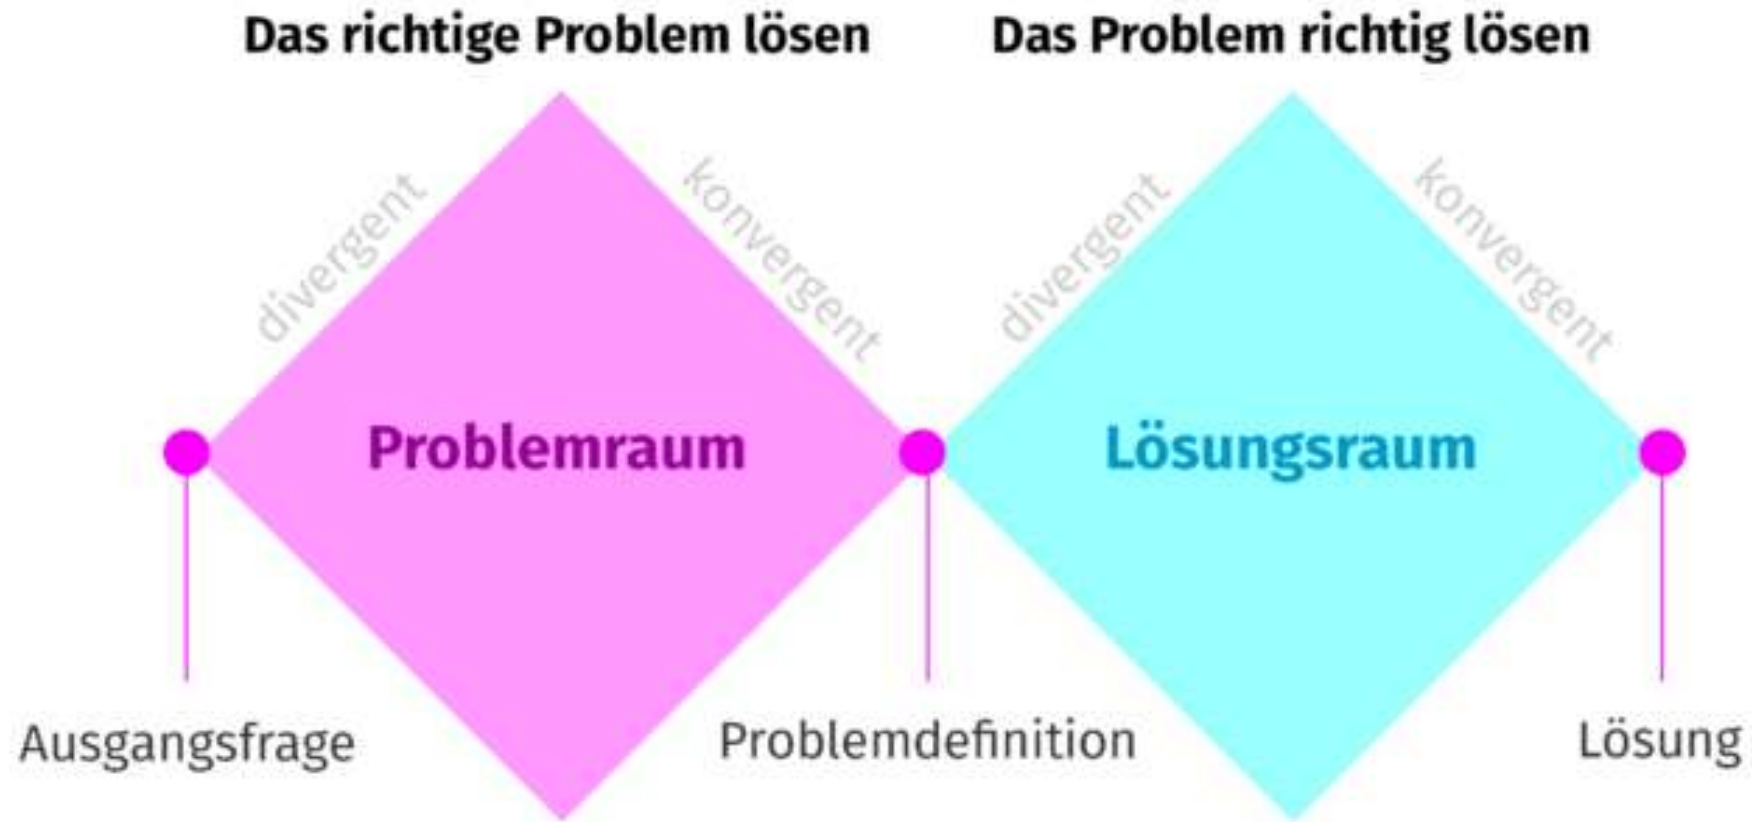 Das richtige Problem lösen
Das Problem richtig lösen
divergent
konvergent
divergent
konvergent
Problemraum
Lösungsraum
Ausgangsfrage
Problemdefinition
Lösung